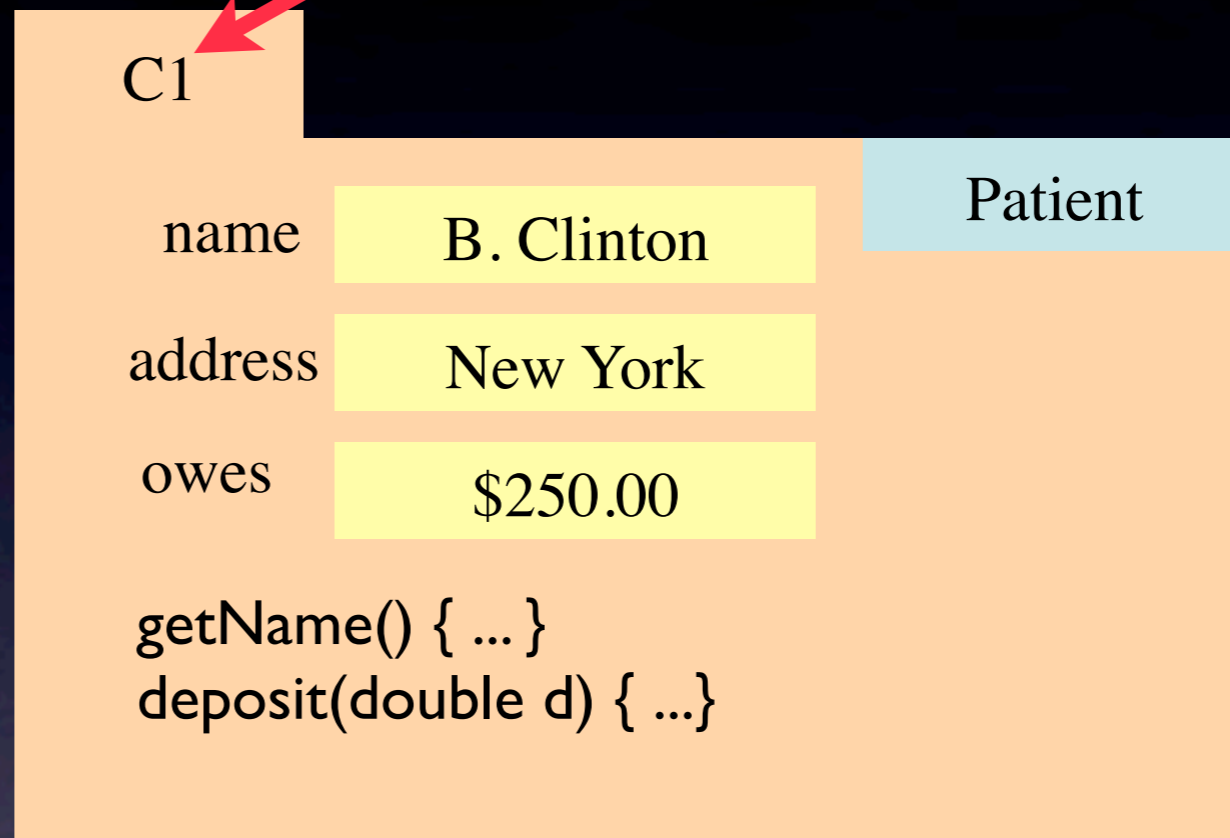 C1
Patient
name B. Clinton
address New York
owes $250.00
getName() { ... }
deposit(double d) { ...}